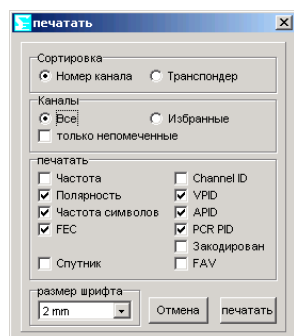 печатать
Сортировка
Номер канала Транспондер
Каналы
Все Избранные
только непомеченные
печатать
Частота Channel ID
Полярность VPID
Частота символов APID
FEC PCR PID
Закодирован
Спутник FAV
размер шрифта
2 mm Отмена печатать